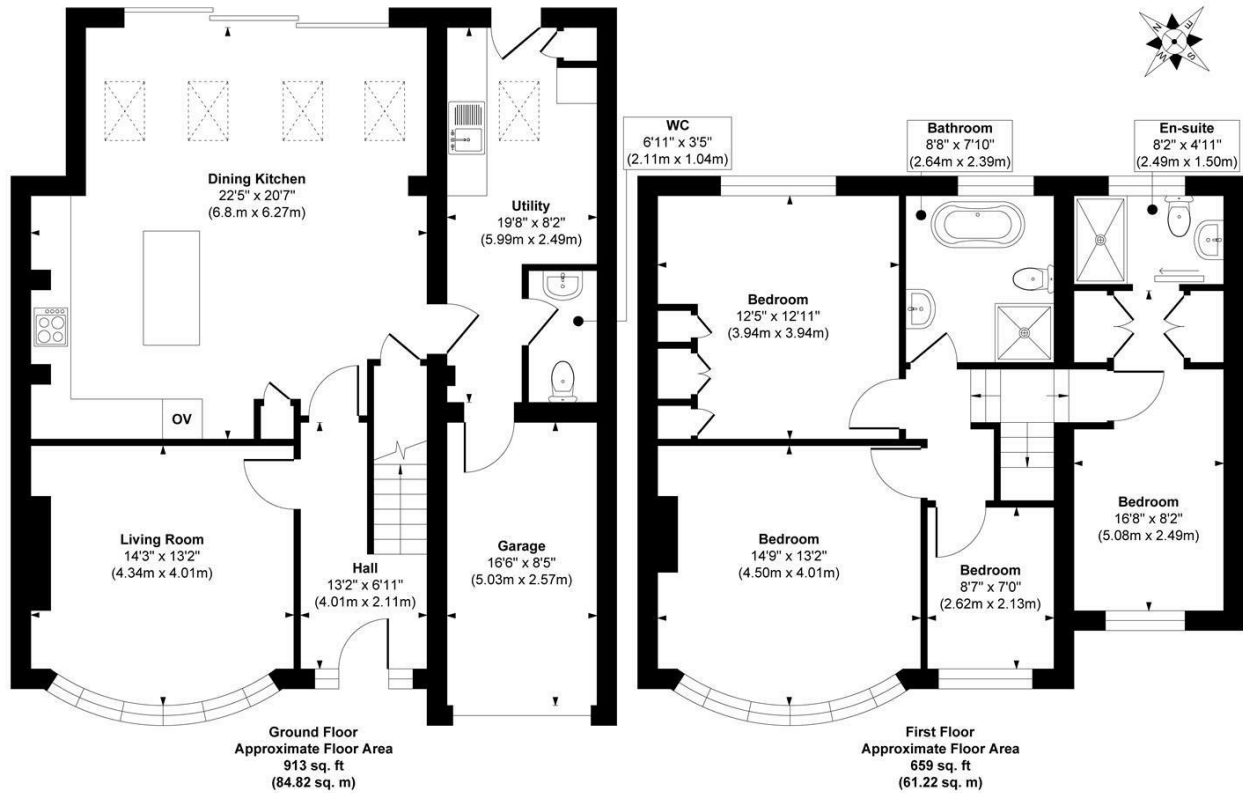 Dining Kitchen
22'5" x 20'7"
(6.8.m x 6.27m)
Utility
19'8" x 8'2"
(5.99m x 2.49m)
WC
6'11" x 3'5"
(2.11m x 1.04m)
OV
Living Room
14'3" x 13'2"
(4.34m x 4.01m)
Hall
13'2" x 6'11"
(4.01m x 2.11m)
Garage
16'6" x 8'5"
(5.03m x 2.57m)
Ground Floor
Approximate Floor Area
913 sq. ft
(84.82 sq. m)
N
E
S
W
Bathroom
8'8" x 7'10"
(2.64m x 2.39m)
En-suite
8'2" x 4'11"
(2.49m x 1.50m)
Bedroom
12'5" x 12'11"
(3.94m x 3.94m)
Bedroom
14'9" x 13'2"
(4.50m x 4.01m)
Bedroom
8'7" x 7'0"
(2.62m x 2.13m)
Bedroom
16'8" x 8'2"
(5.08m x 2.49m)
First Floor
Approximate Floor Area
659 sq. ft
(61.22 sq. m)